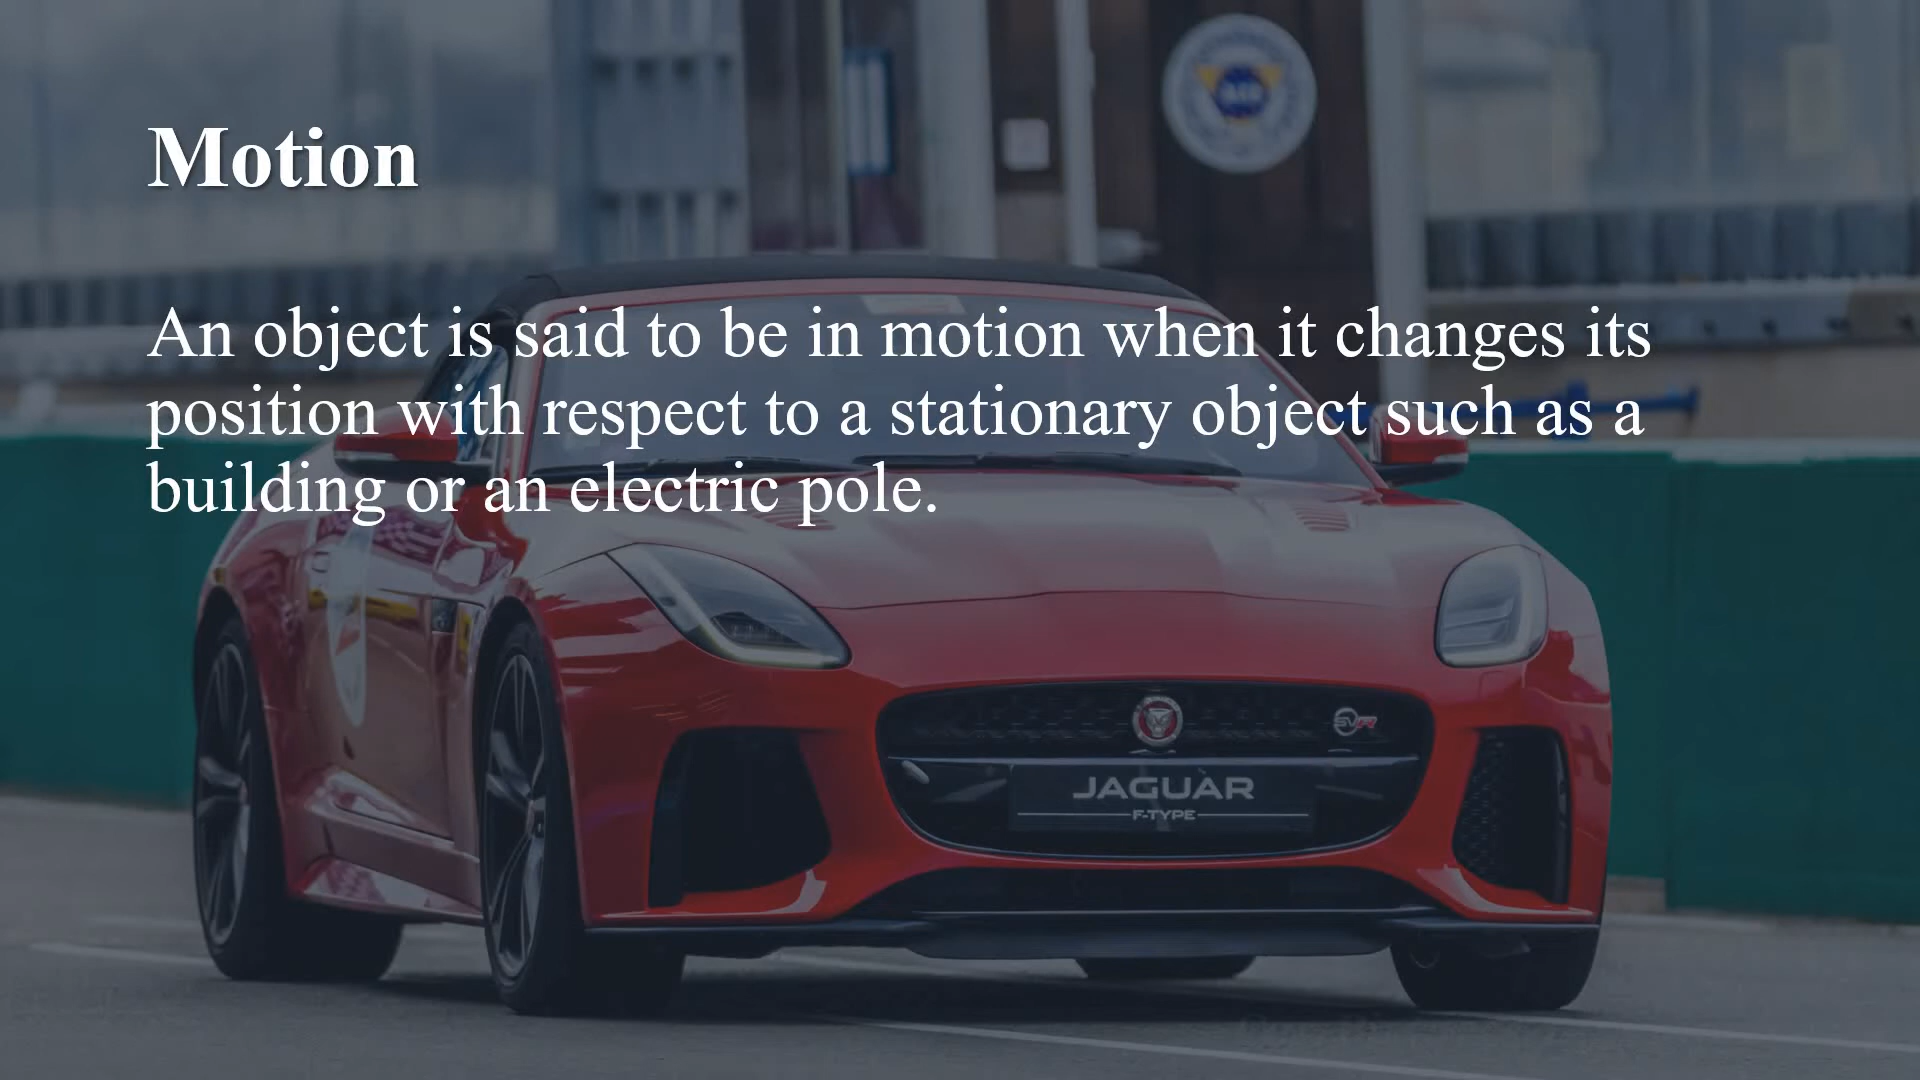 Motion
An object is said to be in motion when it changes its
position with respect to a stationary object such as a
building or an electric pole.
SVR
JAGUAR
F-TYPE